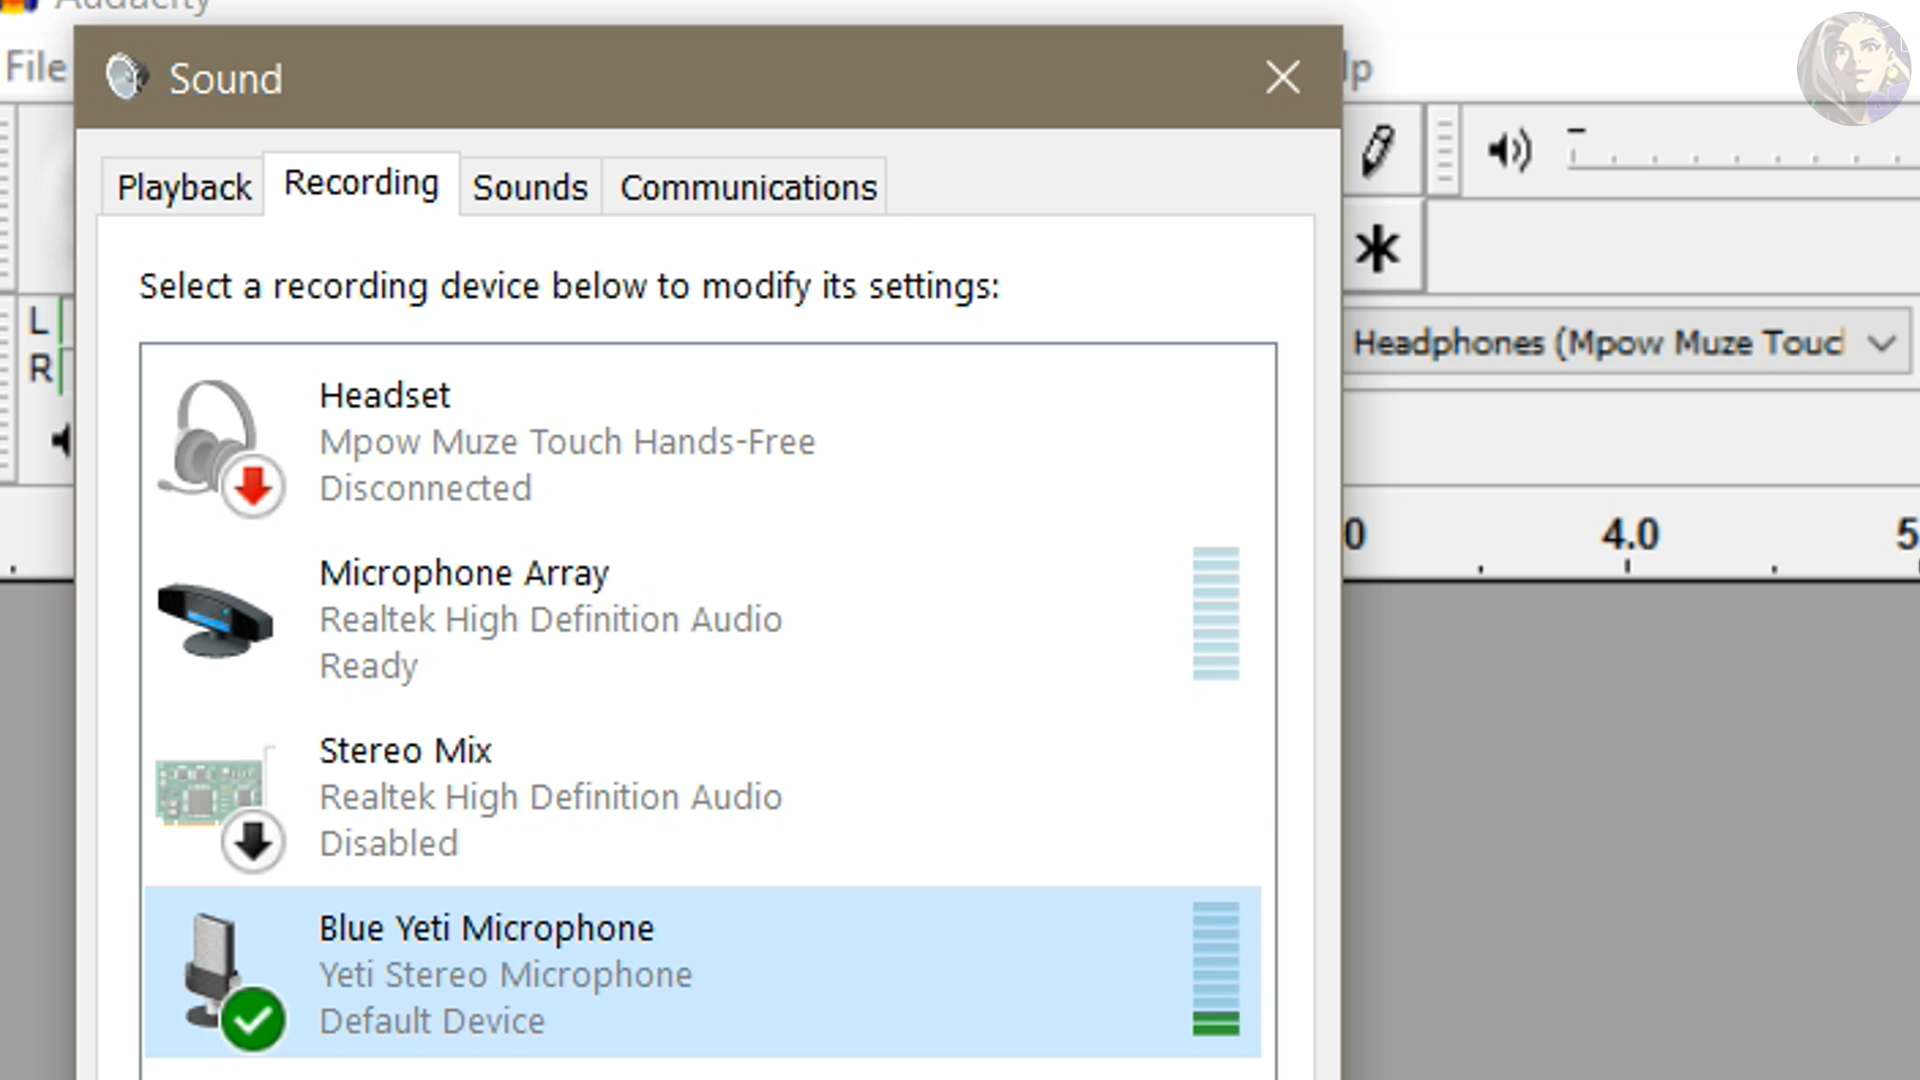 Audacity
File
Sound
Playback
Recording
Sounds
Communications
Select a recording device below to modify its settings:
L
R
Headphones (Mpow Muze Touc
Headset
Mpow Muze Touch Hands-Free
Disconnected
4.0
Microphone Array
Realtek High Definition Audio
Ready
Stereo Mix
Realtek High Definition Audio
Disabled
Blue Yeti Microphone
Yeti Stereo Microphone
Default Device